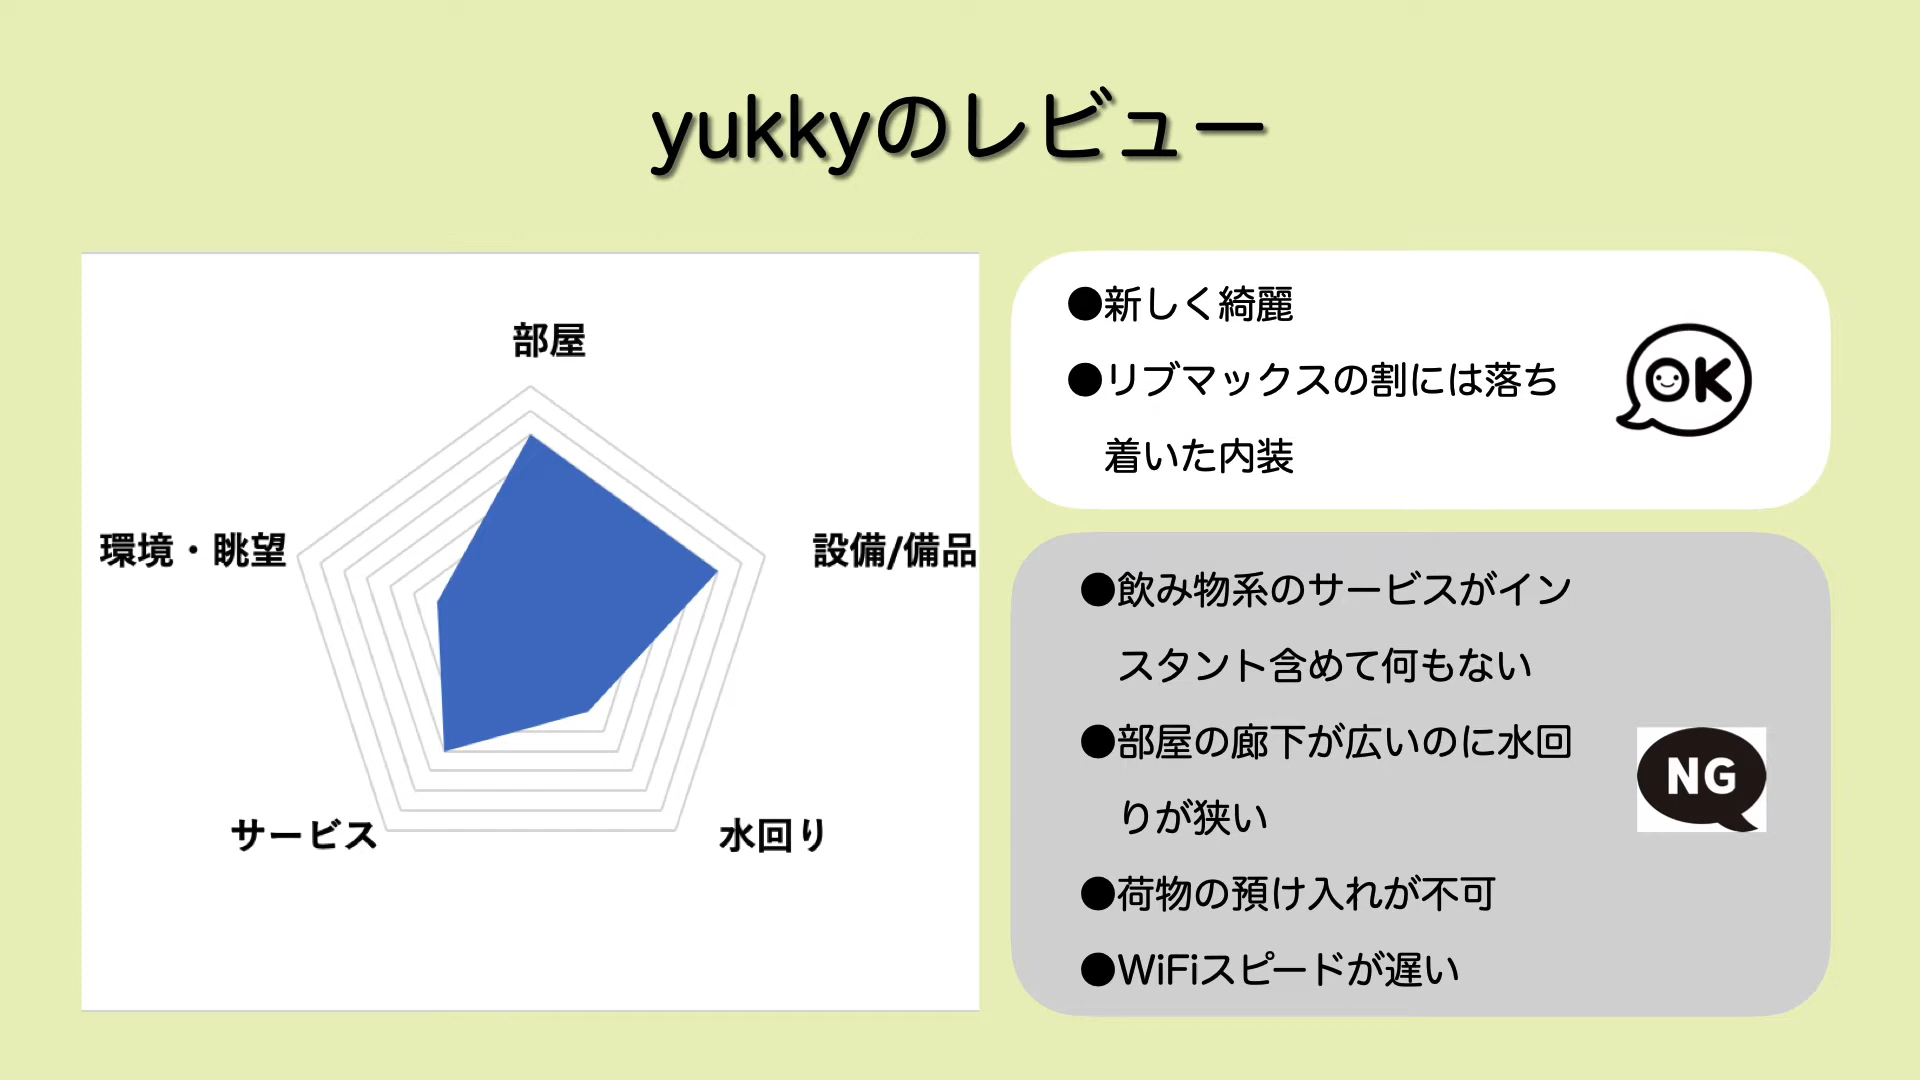 yukkyのレビュー
部屋
環境・眺望
設備/備品
サービス
水回り
●新しく綺麗
●リブマックスの割には落ち
着いた内装
OK
●飲み物系のサービスがイン
スタント含めて何もない
●部屋の廊下が広いのに水回
りが狭い
●荷物の預け入れが不可
●WiFiスピードが遅い
NG